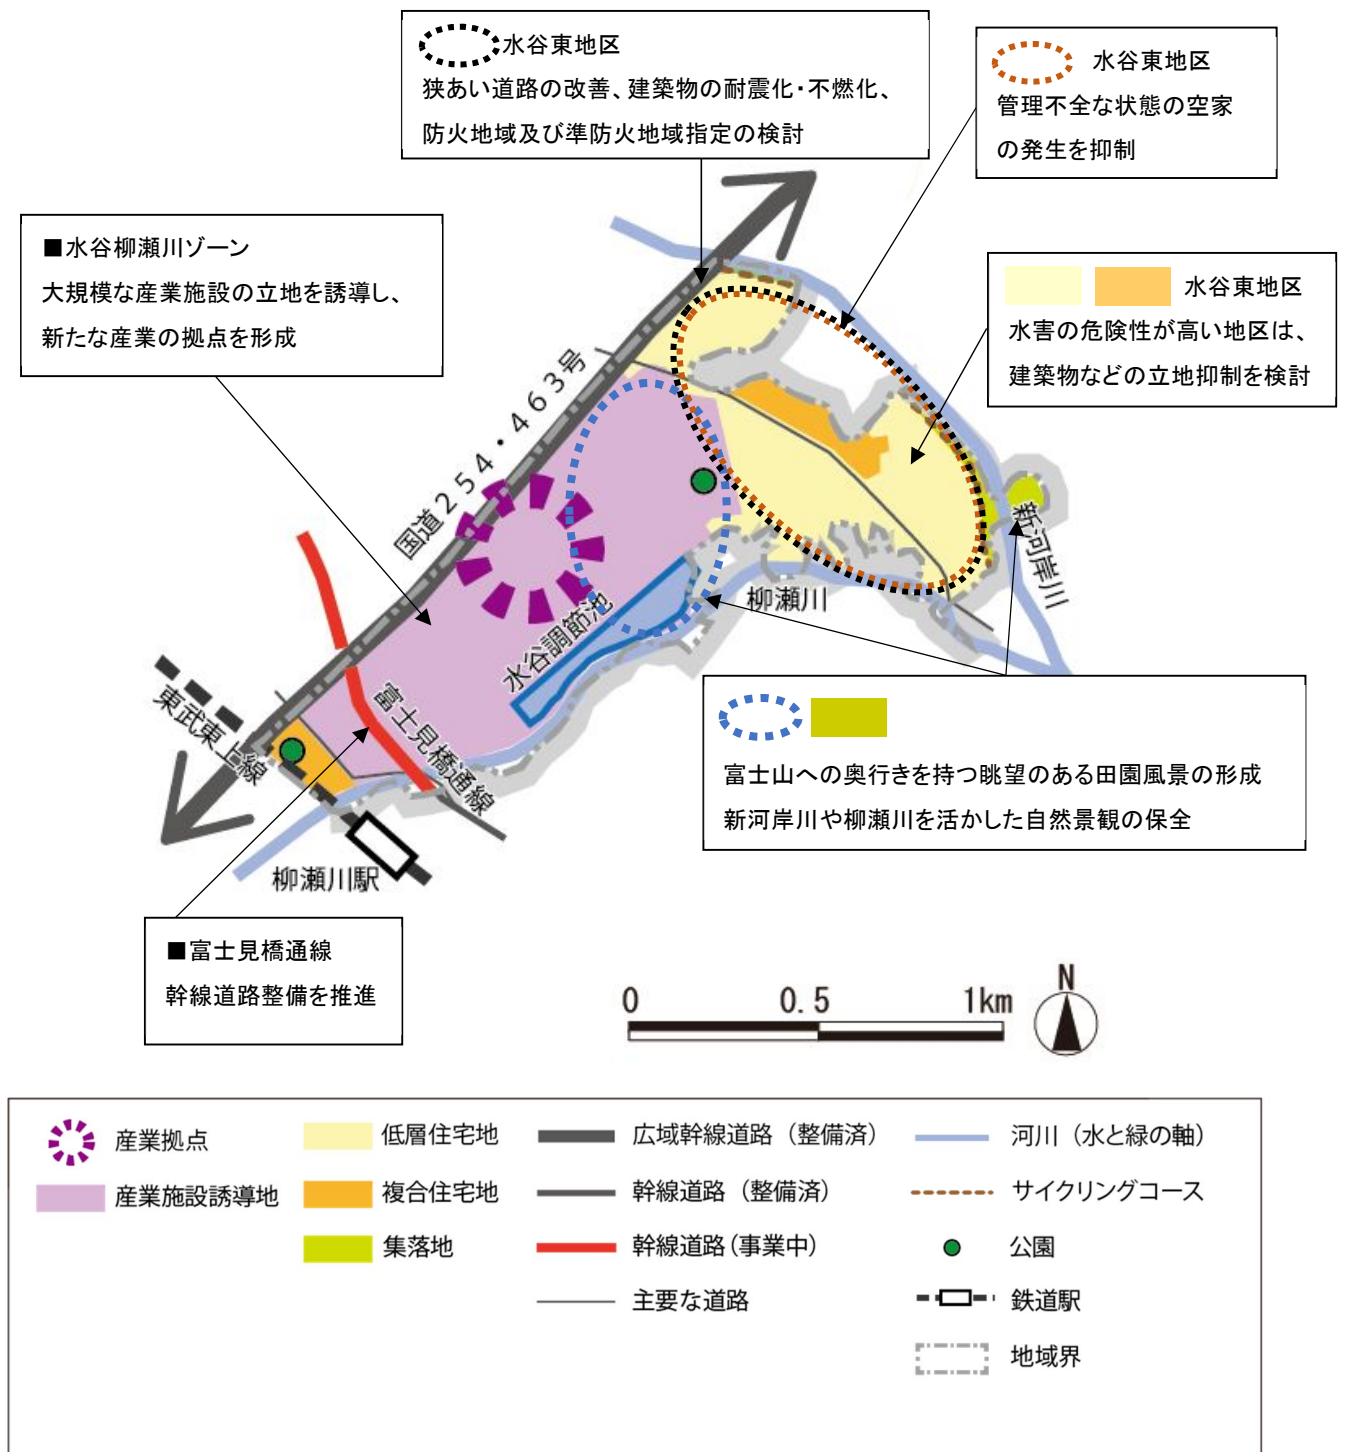 水谷東地区
狭あい道路の改善、建築物の耐震化・不燃化、
防火地域及び準防火地域指定の検討
水谷東地区
管理不全な状態の空家
の発生を抑制
■水谷柳瀬川ゾーン
大規模な産業施設の立地を誘導し、
新たな産業の拠点を形成
水谷東地区
水害の危険性が高い地区は、
建築物などの立地抑制を検討
国道254・463号
新河岸川
柳瀬川
水谷調節池
富士見橋通線
東武東上線
柳瀬川駅
富士山への奥行きを持つ眺望のある田園風景の形成
新河岸川や柳瀬川を活かした自然景観の保全
■富士見橋通線
幹線道路整備を推進
0 0.5 1km
N
産業拠点
産業施設誘導地
低層住宅地
複合住宅地
集落地
広域幹線道路（整備済）
幹線道路（整備済）
幹線道路（事業中）
主要な道路
河川（水と緑の軸）
サイクリングコース
公園
鉄道駅
地域界